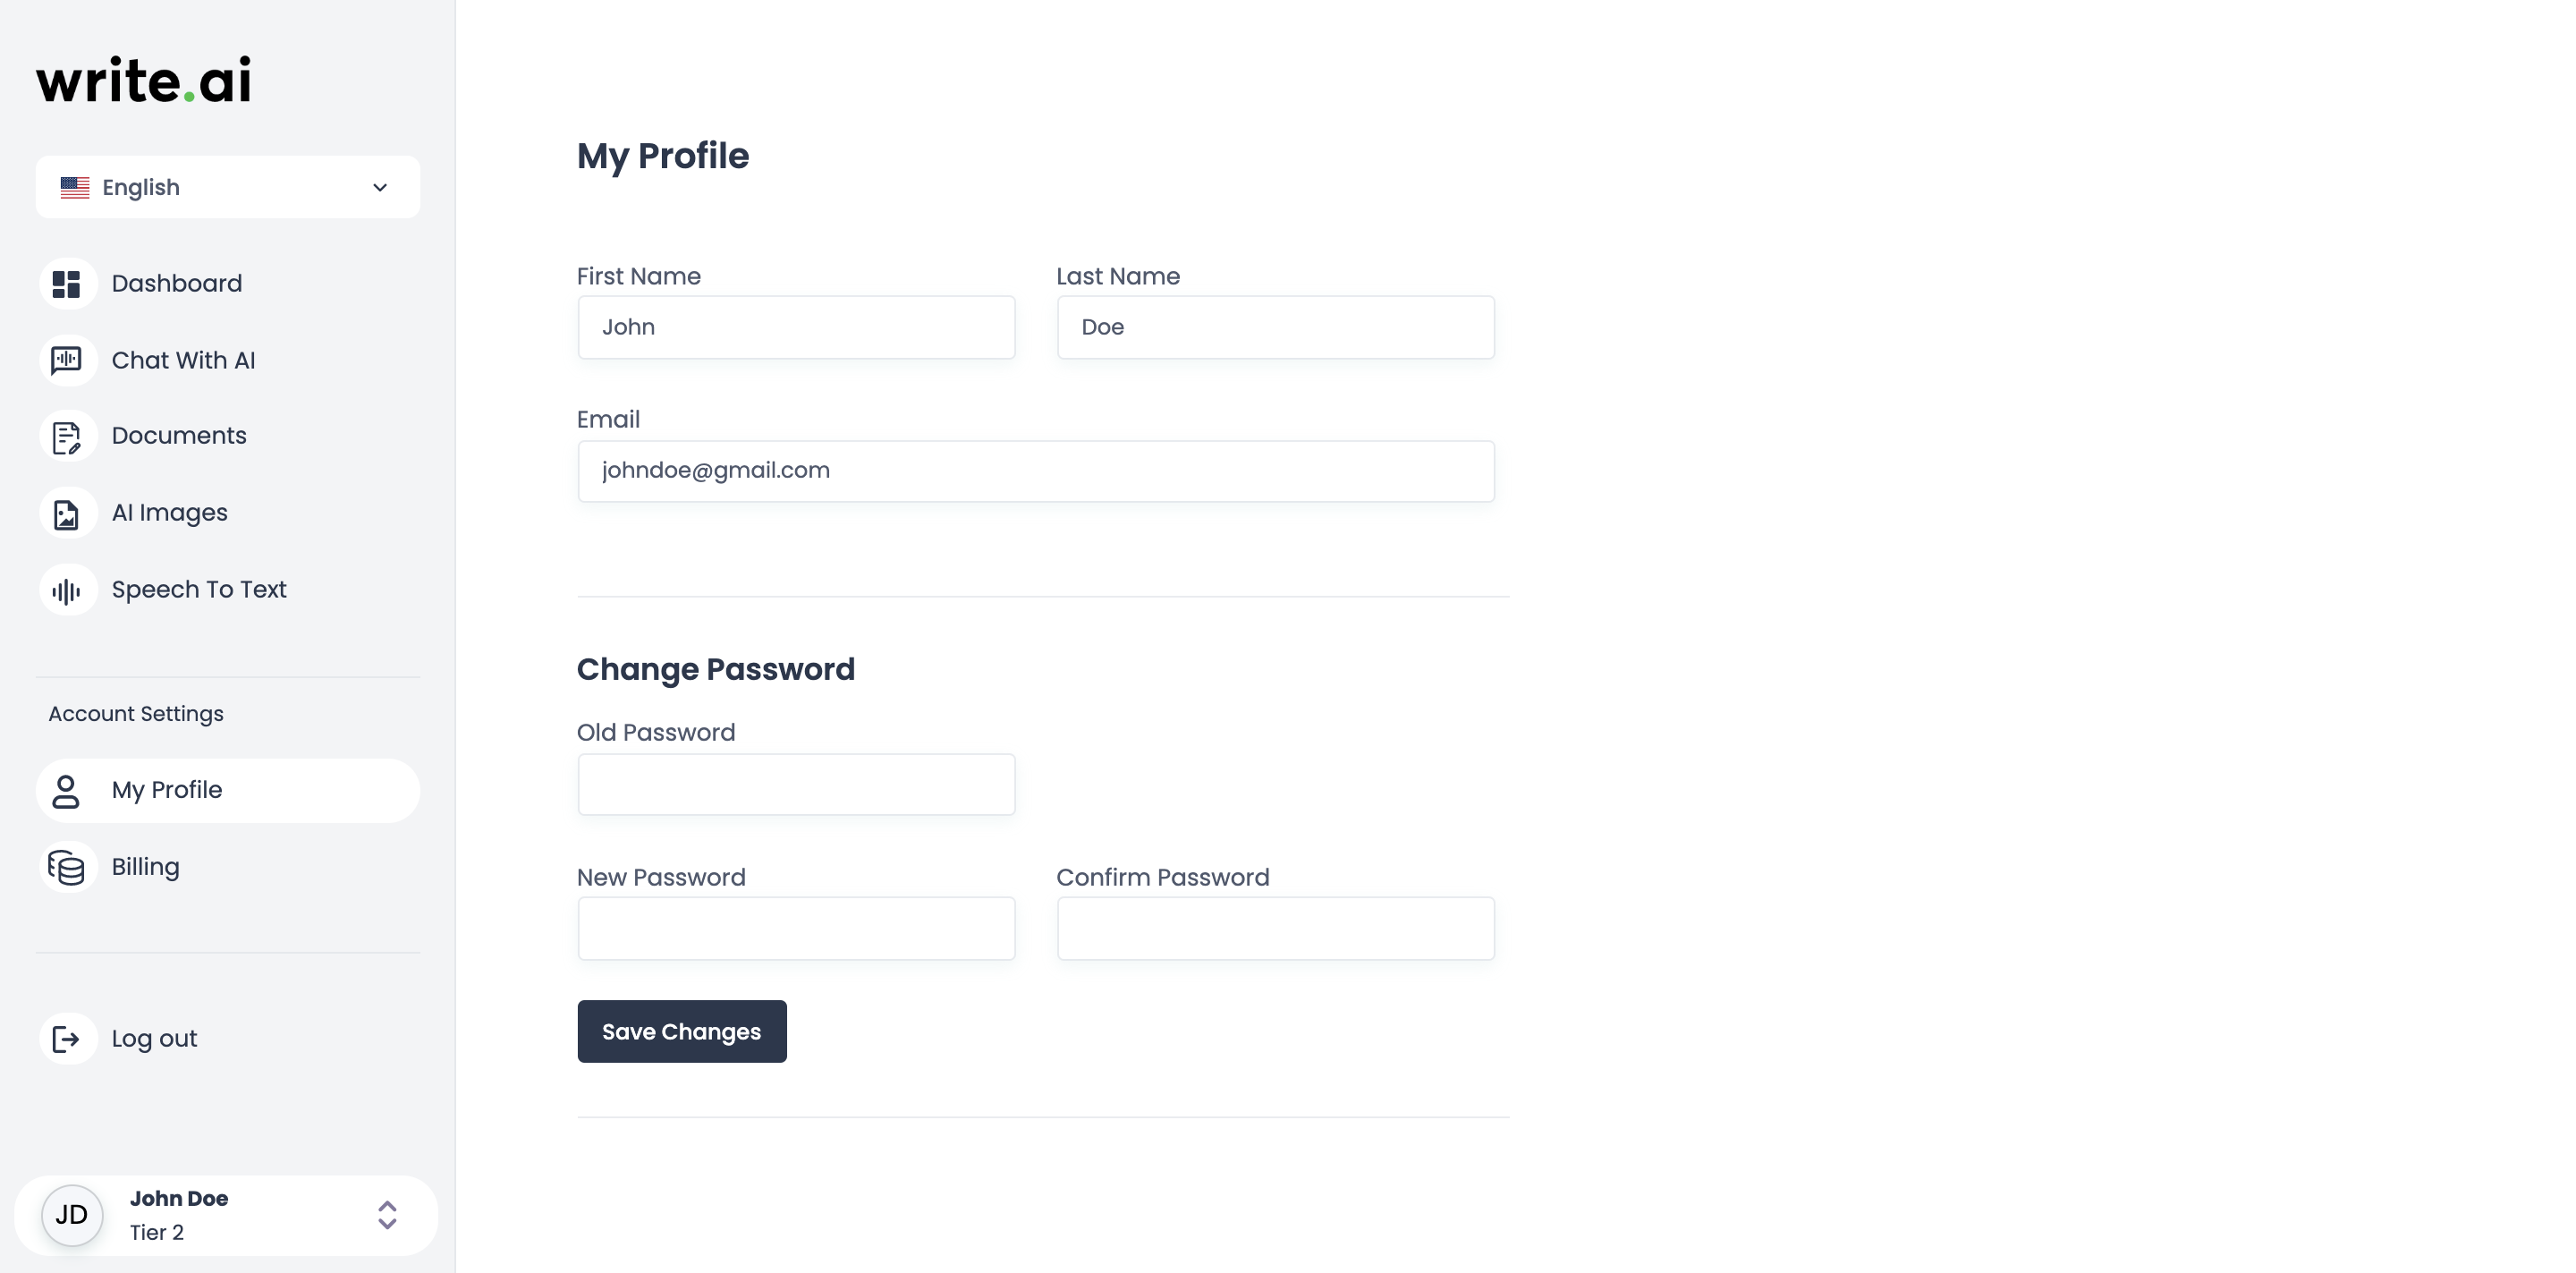 write.ai
English
Dashboard
Chat With AI
Documents
AI Images
Speech To Text
Account Settings
My Profile
Billing
Log out
JD
John Doe
Tier 2
My Profile
First Name
Last Name
John
Doe
Email
johndoe@gmail.com
Change Password
Old Password
New Password
Confirm Password
Save Changes